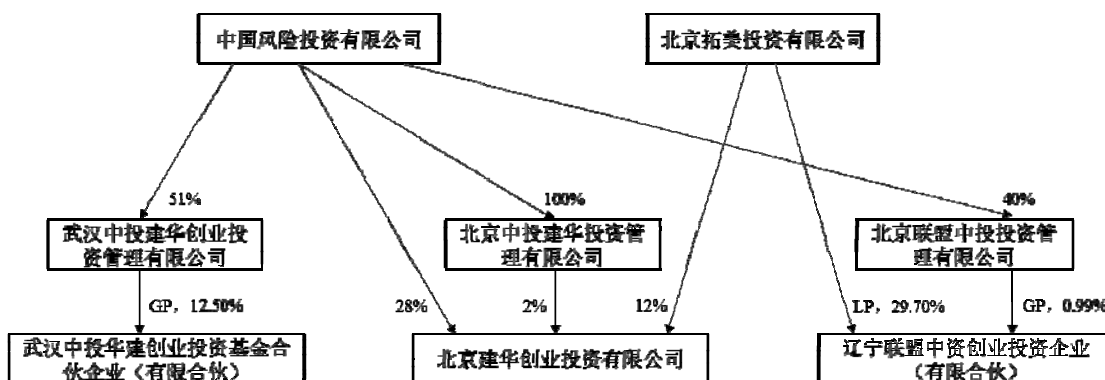 中国风险投资有限公司
北京拓美投资有限公司
51%
100%
40%
武汉中投建华创业投
资管理有限公司
北京中投建华投资管
理有限公司
北京联盟中投投资管
理有限公司
GP，12.50%
28%
2%
12%
LP，29.70%
GP，0.99%
武汉中投华建创业投资基金合
伙企业（有限合伙）
北京建华创业投资有限公司
辽宁联盟中资创业投资企业
（有限合伙）